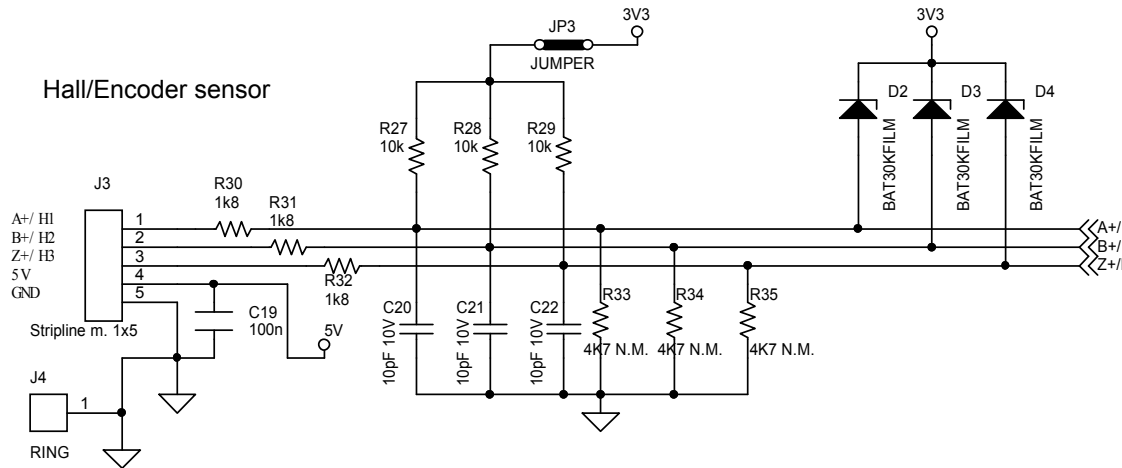 3V3
JP3
JUMPER
3V3
Hall/Encoder sensor
D2
D3
D4
BAT30KFILM
BAT30KFILM
BAT30KFILM
R27
10k
R28
10k
R29
10k
J3
R30
1k8
R31
1k8
A+/ H1
1
A+/
B+/ H2
2
B+/
Z+/ H3
3
Z+/
5V
4
GND
5
R32
1k8
Stripline m. 1x5
C19
100n
5V
C20
10pF 10V
C21
10pF 10V
C22
10pF 10V
R33
4K7 N.M.
R34
4K7 N.M.
R35
4K7 N.M.
J4
1
RING